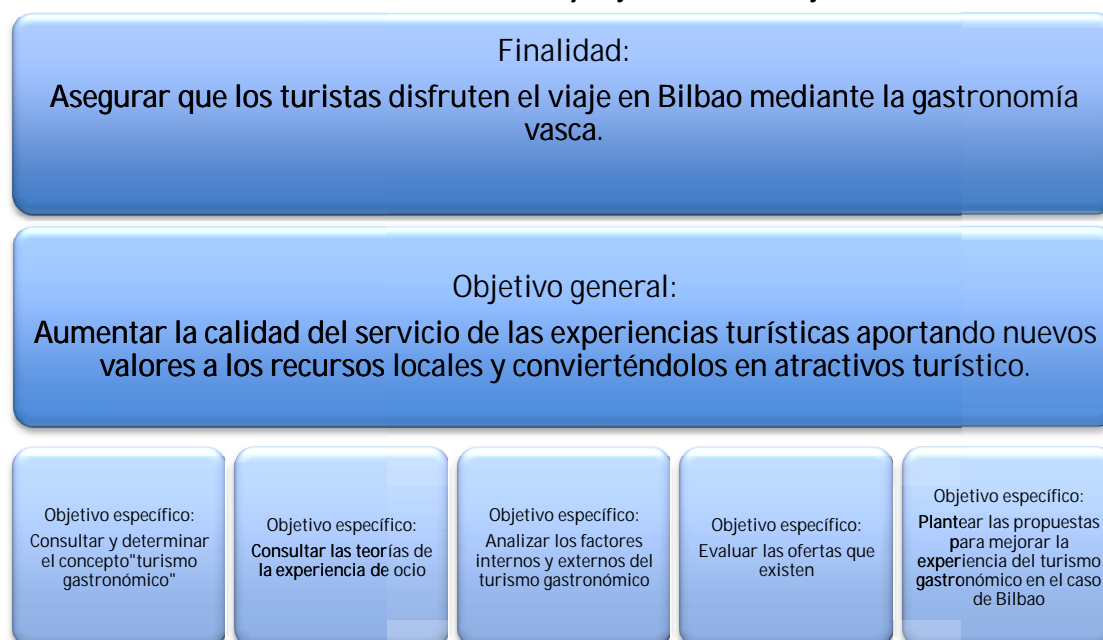 Finalidad:
Asegurar que los turistas disfruten el viaje en Bilbao mediante la gastronomía
vasca.
Objetivo general:
Aumentar la calidad del servicio de las experiencias turísticas aportando nuevos
valores a los recursos locales y convierténdolos en atractivos turístico.
Objetivo específico:
Consultar y determinar
el concepto"turismo
gastronómico"
Objetivo específico:
Consultar las teorías de
la experiencia de ocio
Objetivo específico:
Analizar los factores
internos y externos del
turismo gastronómico
Objetivo específico:
Evaluar las ofertas que
existen
Objetivo específico:
Plantear las propuestas
para mejorar la
experiencia del turismo
gastronómico en el caso
de Bilbao